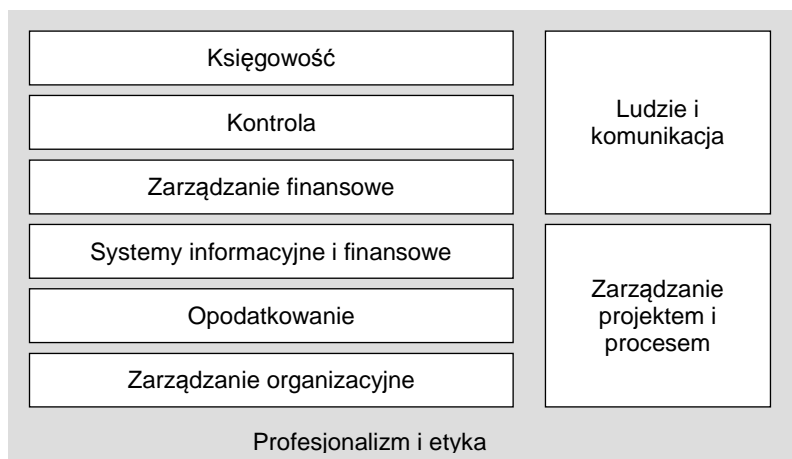 Księgowość
Kontrola
Zarządzanie finansowe
Systemy informacyjne i finansowe
Opodatkowanie
Zarządzanie organizacyjne
Ludzie i
komunikacja
Zarządzanie
projektem i
procesem
Profesjonalizm i etyka